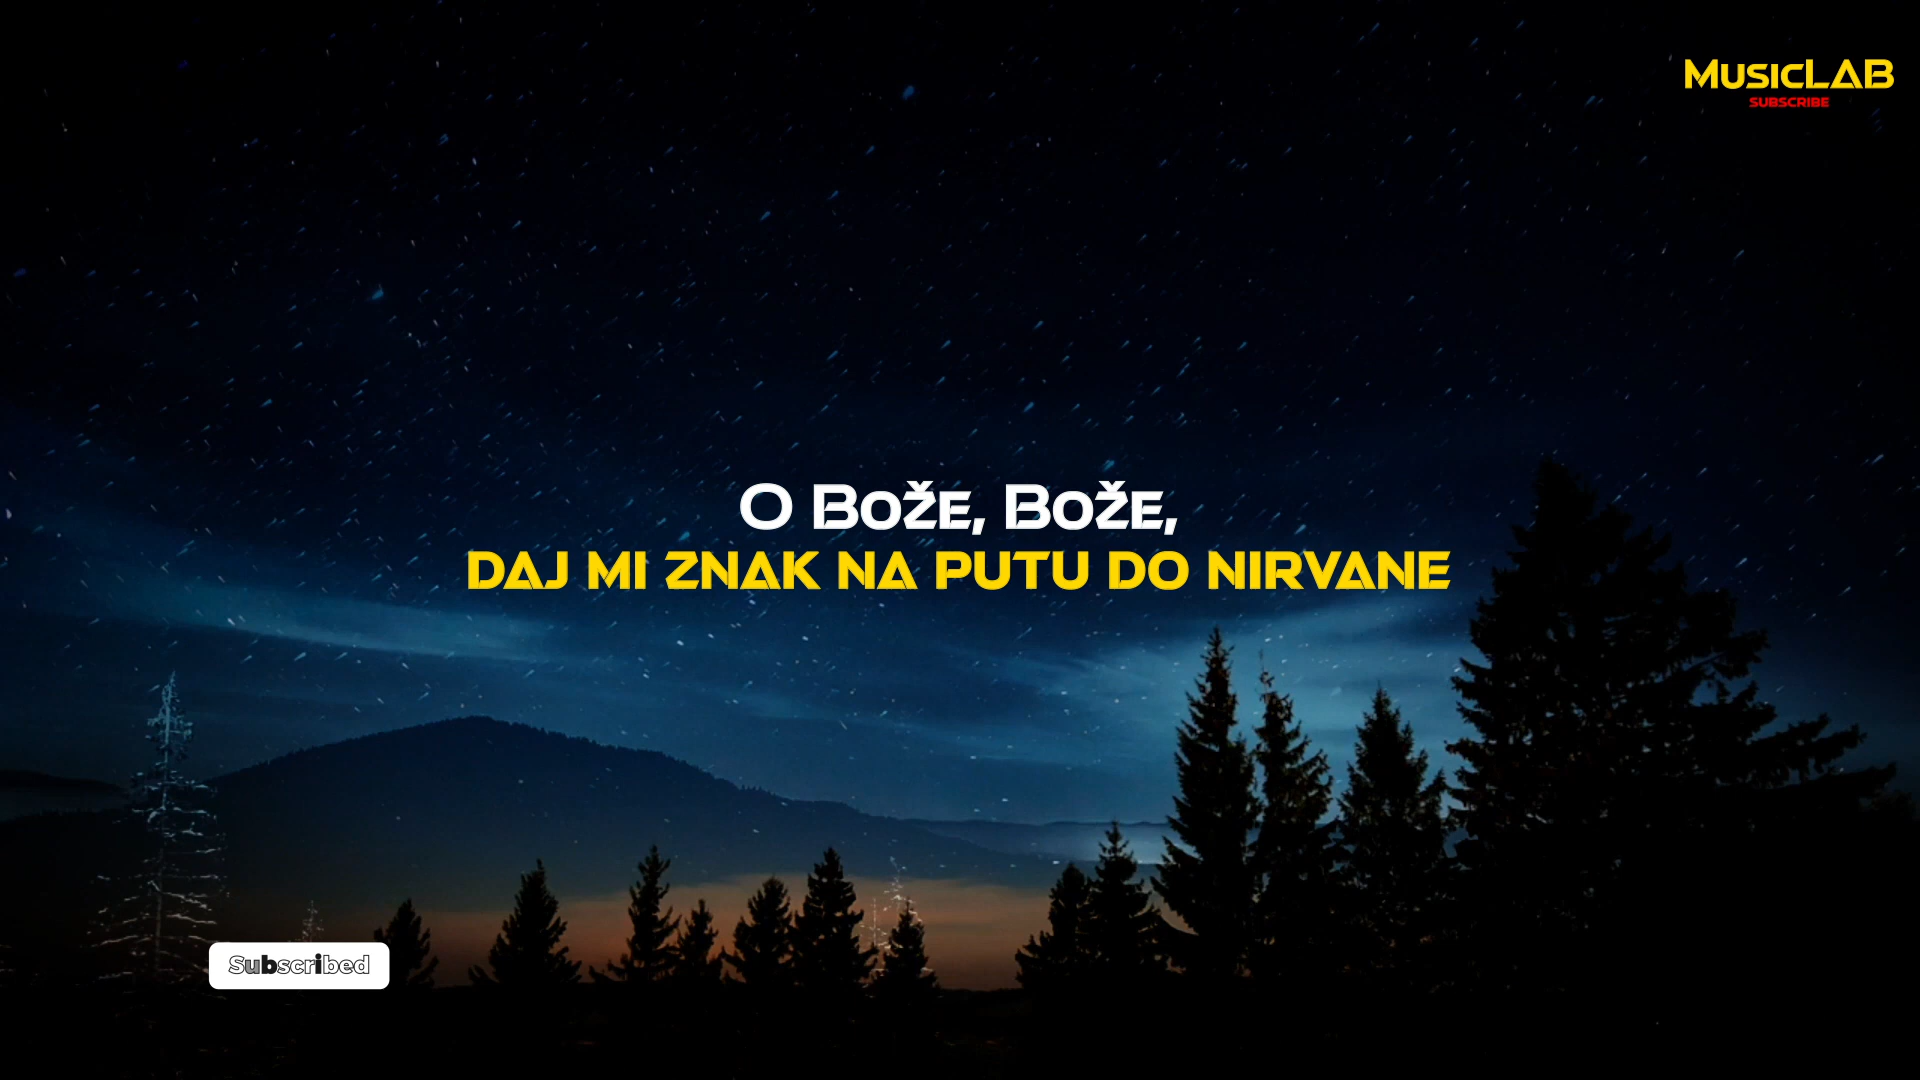 MusicLAB
SUBSCRIBE
O Bože, Bože,
DAJ MI ZNAK NA PUTU DO NIRVANE
Subscribed